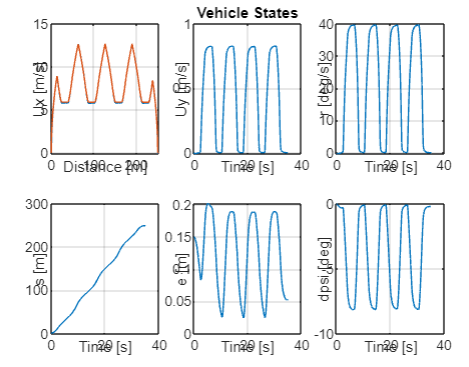 Vehicle States
15
10
5
0
Ux [m/s]
0 100 200
Distance [m]
1
0.5
0
Uy [m/s]
0 20 40
Time [s]
40
30
20
10
0
r [deg/s]
0 20 40
Time [s]
300
200
100
0
s [m]
0 20 40
Time [s]
0.2
0.15
0.1
0.05
0
e [m]
0 20 40
Time [s]
0
-5
-10
dpsi [deg]
0 20 40
Time [s]